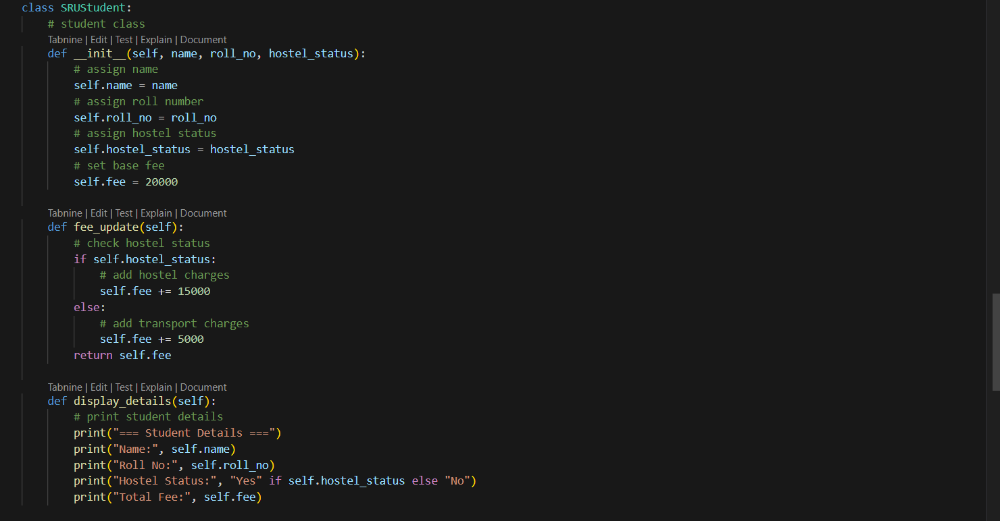 class SRUStudent:
    # student class
    Tabnine | Edit | Test | Explain | Document
    def __init__(self, name, roll_no, hostel_status):
        # assign name
        self.name = name
        # assign roll number
        self.roll_no = roll_no
        # assign hostel status
        self.hostel_status = hostel_status
        # set base fee
        self.fee = 20000
    Tabnine | Edit | Test | Explain | Document
    def fee_update(self):
        # check hostel status
        if self.hostel_status:
            # add hostel charges
            self.fee += 15000
        else:
            # add transport charges
            self.fee += 5000
        return self.fee
    Tabnine | Edit | Test | Explain | Document
    def display_details(self):
        # print student details
        print("=== Student Details ===")
        print("Name:", self.name)
        print("Roll No:", self.roll_no)
        print("Hostel Status:", "Yes" if self.hostel_status else "No")
        print("Total Fee:", self.fee)